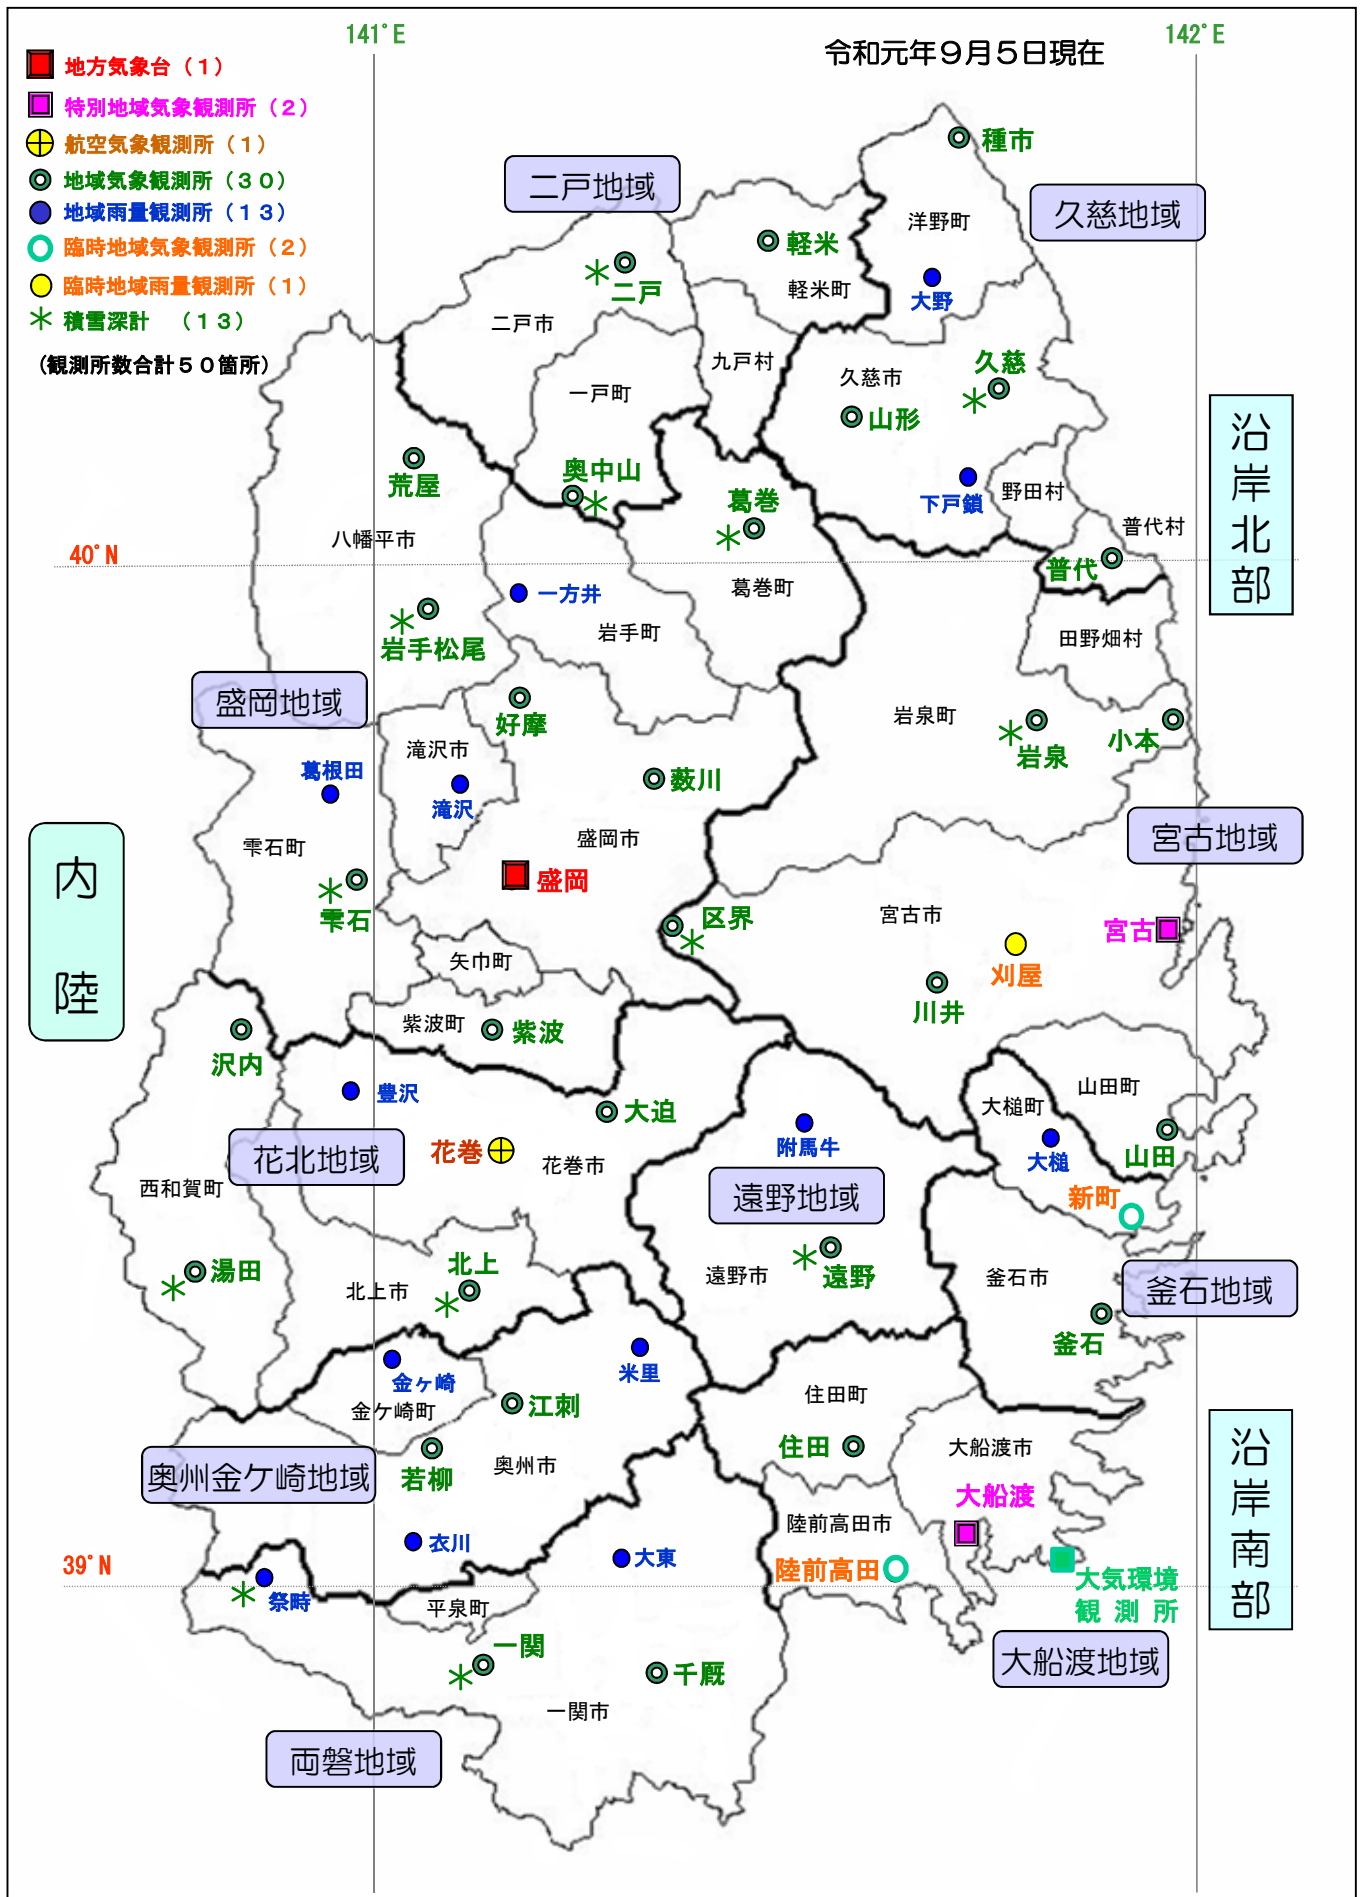 141°E
142°E
令和元年９月５日現在
地方気象台（１）
特別地域気象観測所（２）
航空気象観測所（１）
地域気象観測所（３０）
地域雨量観測所（１３）
臨時地域気象観測所（２）
臨時地域雨量観測所（１）
積雪深計　（１３）
(観測所数合計５０箇所)
種市
二戸地域
久慈地域
洋野町
軽米
二戸
軽米町
大野
二戸市
九戸村
久慈市
久慈
一戸町
山形
沿岸北部
奥中山
荒屋
葛巻
下戸鎖
野田村
普代村
八幡平市
40°N
普代
一方井
葛巻町
岩手町
田野畑村
岩手松尾
盛岡地域
好摩
岩泉町
岩泉
小本
滝沢市
葛根田
薮川
滝沢
盛岡市
雫石町
宮古地域
内陸
盛岡
雫石
区界
宮古市
宮古
矢巾町
刈屋
川井
紫波町
紫波
沢内
豊沢
大迫
大槌町
山田町
附馬牛
花北地域
花巻
花巻市
大槌
山田
西和賀町
遠野地域
新町
湯田
北上
北上市
遠野市
遠野
釜石市
釜石地域
釜石
金ヶ崎
米里
金ケ崎町
江刺
住田町
若柳
奥州市
住田
大船渡市
奥州金ケ崎地域
沿岸南部
大船渡
陸前高田市
衣川
大東
39°N
陸前高田
大気環境
観測所
祭畤
平泉町
一関
千厩
大船渡地域
一関市
両磐地域